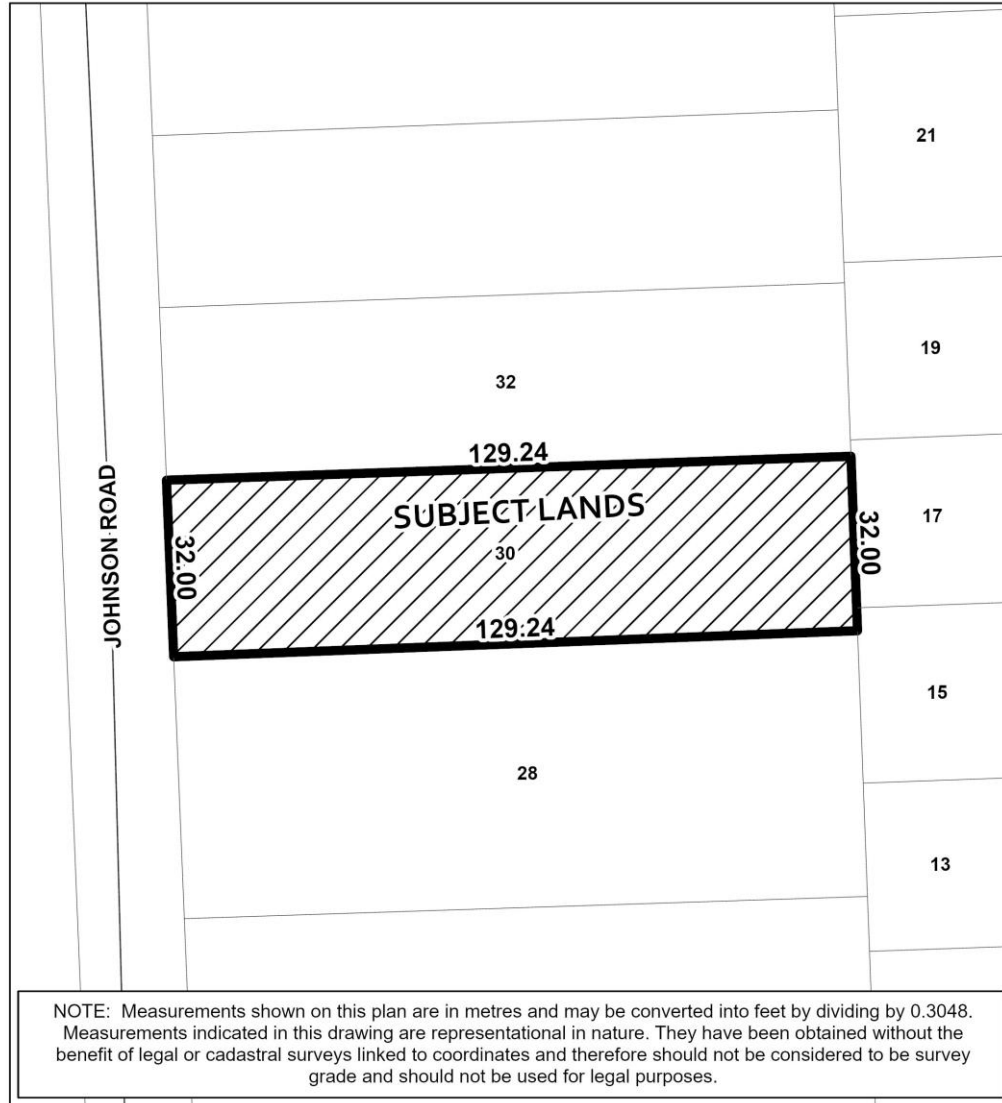 21
19
32
129.24
SUBJECT LANDS
17
JOHNSON ROAD
32.00
30
32.00
129.24
15
28
13
NOTE: Measurements shown on this plan are in metres and may be converted into feet by dividing by 0.3048.
Measurements indicated in this drawing are representational in nature. They have been obtained without the
benefit of legal or cadastral surveys linked to coordinates and therefore should not be considered to be survey
grade and should not be used for legal purposes.